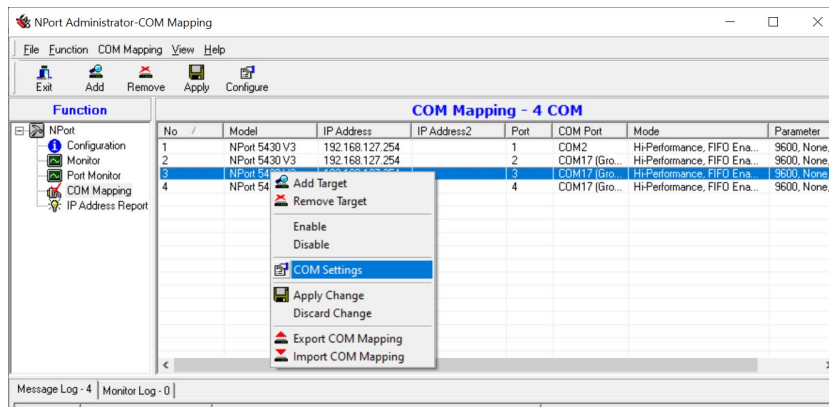 NPort Administrator-COM Mapping
File Function COM Mapping View Help
Exit Add Remove Apply Configure
Function
COM Mapping - 4 COM
NPort
Configuration
Monitor
Port Monitor
COM Mapping
IP Address Report
No / Model IP Address IP Address2 Port COM Port Mode Parameter
1 NPort 5430 V3 192.168.127.254 1 COM2 Hi-Performance, FIFO Ena... 9600, None,
2 NPort 5430 V3 192.168.127.254 2 COM17 (Gro... Hi-Performance, FIFO Ena... 9600, None,
3 NPort 3 COM17 (Gro... Hi-Performance, FIFO Ena... 9600, None,
4 NPort 54 4 COM17 (Gro... Hi-Performance, FIFO Ena... 9600, None,
Add Target
Remove Target
Enable
Disable
COM Settings
Apply Change
Discard Change
Export COM Mapping
Import COM Mapping
Message Log - 4 Monitor Log - 0